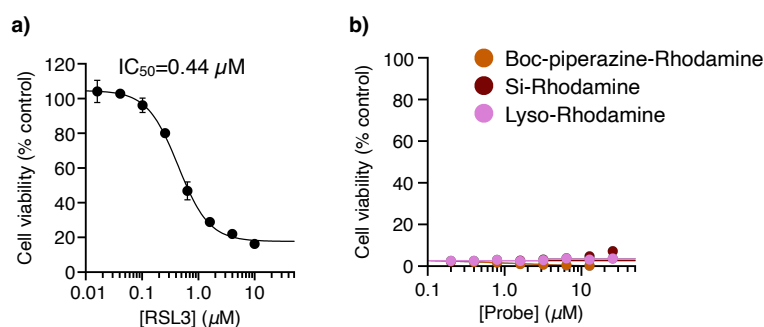 a)
IC50=0.44 µM
Cell viability (% control)
120
100
80
60
40
20
0
0.01
0.1
1.0
10
[RSL3] (µM)
b)
Boc-piperazine-Rhodamine
Si-Rhodamine
Lyso-Rhodamine
Cell viability (% control)
100
80
60
40
20
0
0.1
1.0
10
[Probe] (µM)